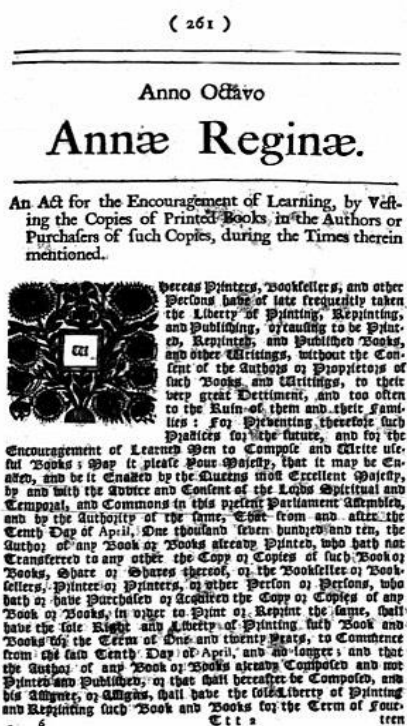 ( 261 )
Anno Octavo
Annæ Reginæ.
An Act for the Encouragement of Learning, by Vest-
ing the Copies of Printed Books in the Authors or
Purchasers of such Copies, during the Times therein
mentioned.
Whereas Printers, Booksellers, and other
Persons have of late frequently taken
the Liberty of Printing, Reprinting,
and Publishing, or causing to be Print-
ed, Reprinted, and Published Books,
and other Writings, without the Con-
sent of the Authors or Proprietors of
such Books and Writings, to their
very great Detriment, and too often
to the Ruin of them and their Fami-
lies : For Preventing therefore such
Practices for the future, and for the
Encouragement of Learned Men to Compose and Write use-
ful Books ; May it please Your Majesty, that it may be En-
acted, and be it Enacted by the Queens most Excellent Majesty,
by and with the Advice and Consent of the Lords Spiritual and
Temporal, and Commons in this present Parliament Assembled,
and by the Authority of the same, That from and after the
Tenth Day of April, One thousand seven hundred and ten, the
Author of any Book or Books already Printed, who hath not
Transferred to any other the Copy or Copies of such Book or
Books, Share or Shares thereof, or the Bookseller or Book-
sellers, Printer or Printers, or other Person or Persons, who
hath or have Purchased or Acquired the Copy or Copies of any
Book or Books, in order to Print or Reprint the same, shall
have the sole Right and Liberty of Printing such Book and
Books for the Term of One and twenty Years, to Commence
from the said Tenth Day of April, and no longer ; and that
the Author of any Book or Books already Composed and not
Printed and Published, or that shall hereafter be Composed, and
his Assignee, or Assigns, shall have the sole Liberty of Printing
and Reprinting such Book and Books for the Term of Four-
6 Ttt 2 teen